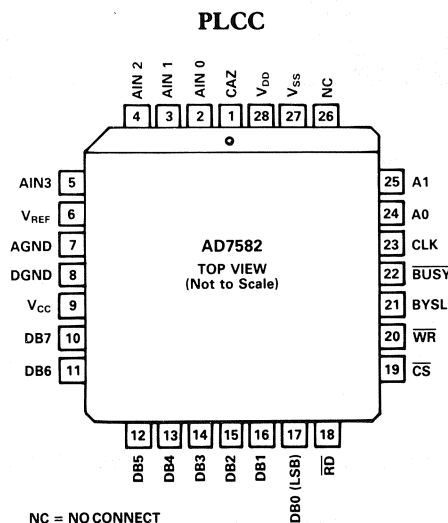 PLCC
AIN 2
AIN 1
AIN 0
CAZ
VDD
VSS
NC
4
3
2
1
28
27
26
AIN3 5
VREF 6
AGND 7
DGND 8
VCC 9
DB7 10
DB6 11
AD7582
TOP VIEW
(Not to Scale)
25 A1
24 A0
23 CLK
22 BUSY
21 BYSL
20 WR
19 CS
12
13
14
15
16
17
18
DB5
DB4
DB3
DB2
DB1
DB0 (LSB)
RD
NC = NO CONNECT